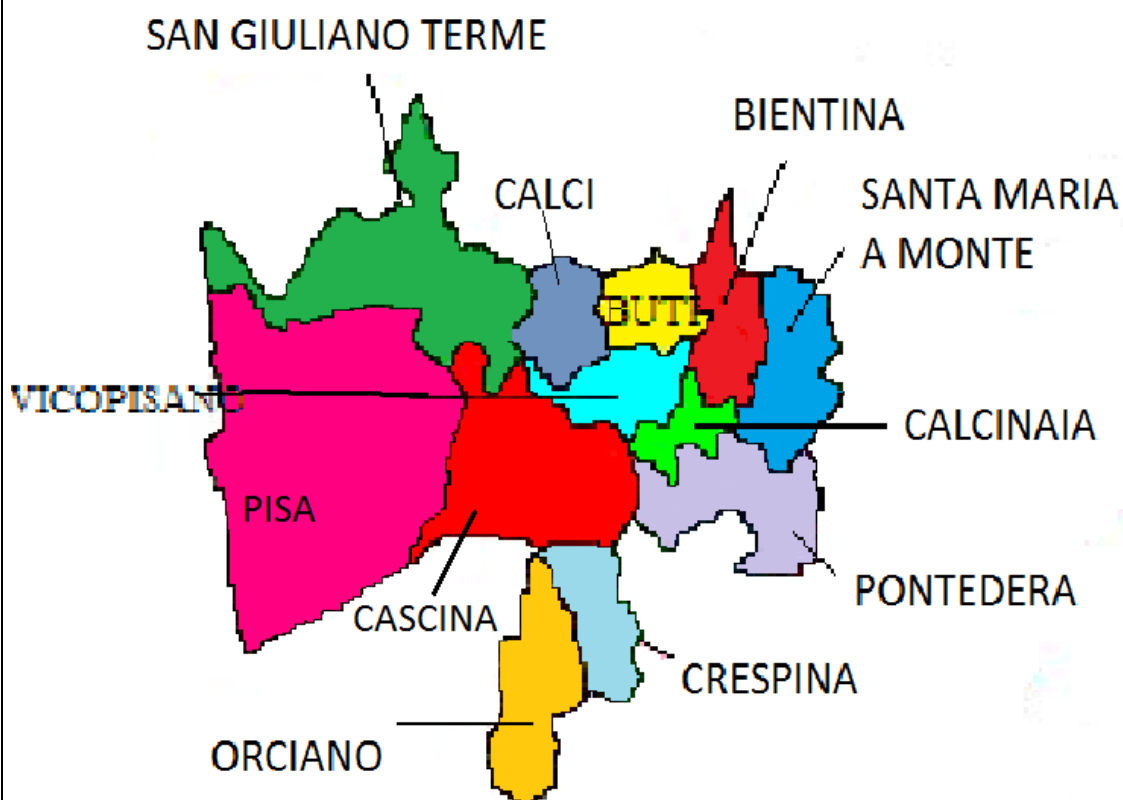 SAN GIULIANO TERME
BIENTINA
CALCI
SANTA MARIA
A MONTE
BUTI
VICOPISANO
CALCINAIA
PISA
CASCINA
PONTEDERA
CRESPINA
ORCIANO